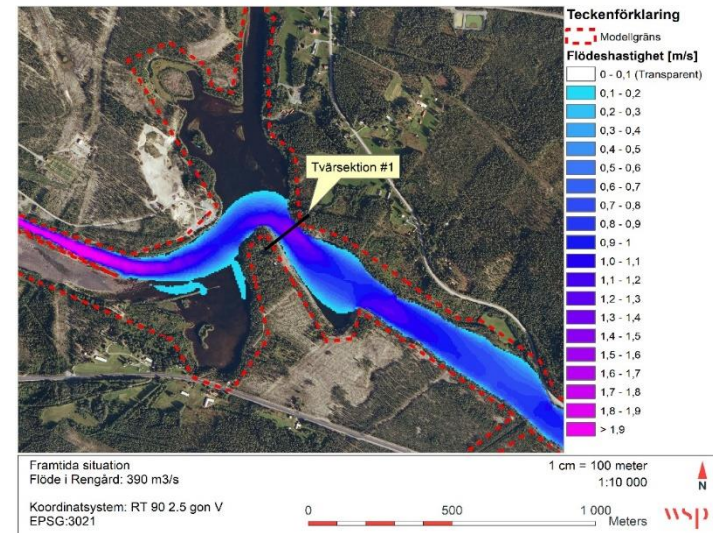 Teckenförklaring
Modellgräns
Flödeshastighet [m/s]
0 - 0,1 (Transparent)
0,1 - 0,2
0,2 - 0,3
0,3 - 0,4
0,4 - 0,5
0,5 - 0,6
0,6 - 0,7
0,7 - 0,8
0,8 - 0,9
0,9 - 1
1,0 - 1,1
1,1 - 1,2
1,2 - 1,3
1,3 - 1,4
1,4 - 1,5
1,5 - 1,6
1,6 - 1,7
1,7 - 1,8
1,8 - 1,9
> 1,9
Tvärsektion #1
Framtida situation
Flöde i Rengård: 390 m3/s
Koordinatsystem: RT 90 2.5 gon V
EPSG:3021
1 cm = 100 meter
1:10 000
0 500 1 000 Meters
N
wsp